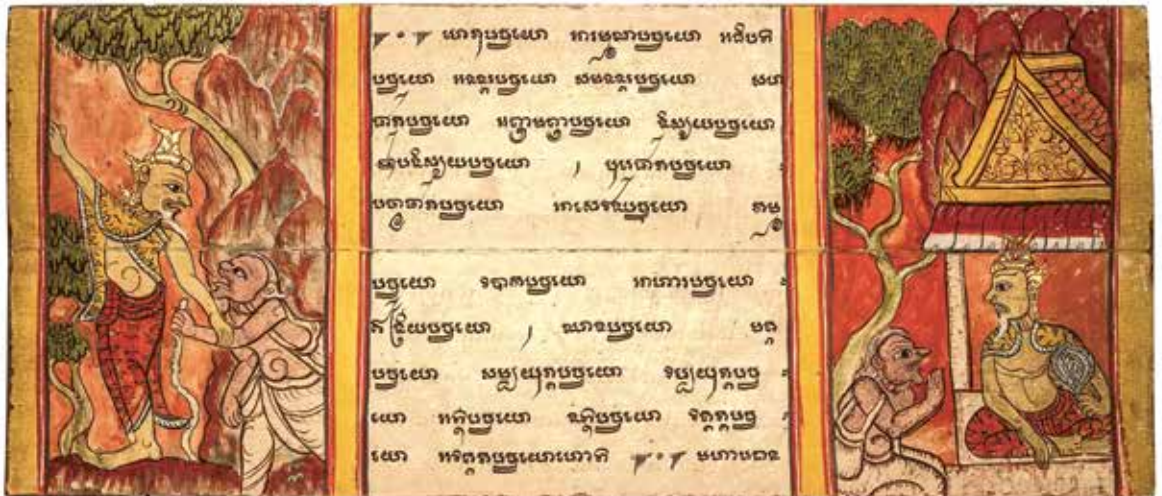 ហេតុបច្ចយោ អារម្មណបច្ចយោ អធិបតិ
បច្ចយោ អនន្តរបច្ចយោ សមនន្តរបច្ចយោ សហ
ជាតបច្ចយោ អញ្ញមញ្ញបច្ចយោ និស្សយបច្ចយោ
ឧបនិស្សយបច្ចយោ , បុរេជាតបច្ចយោ
បច្ឆាជាតបច្ចយោ អាសេវនបច្ចយោ កម្ម
បច្ចយោ វិបាកបច្ចយោ អាហារបច្ចយោ
ឥន្ទ្រិយបច្ចយោ , ឈានបច្ចយោ មគ្គ
បច្ចយោ សម្បយុត្តបច្ចយោ វិប្បយុត្តបច្ច
យោ អត្ថិបច្ចយោ នត្ថិបច្ចយោ វិគតបច្ច
យោ អវិគតបច្ចយោហោតិ